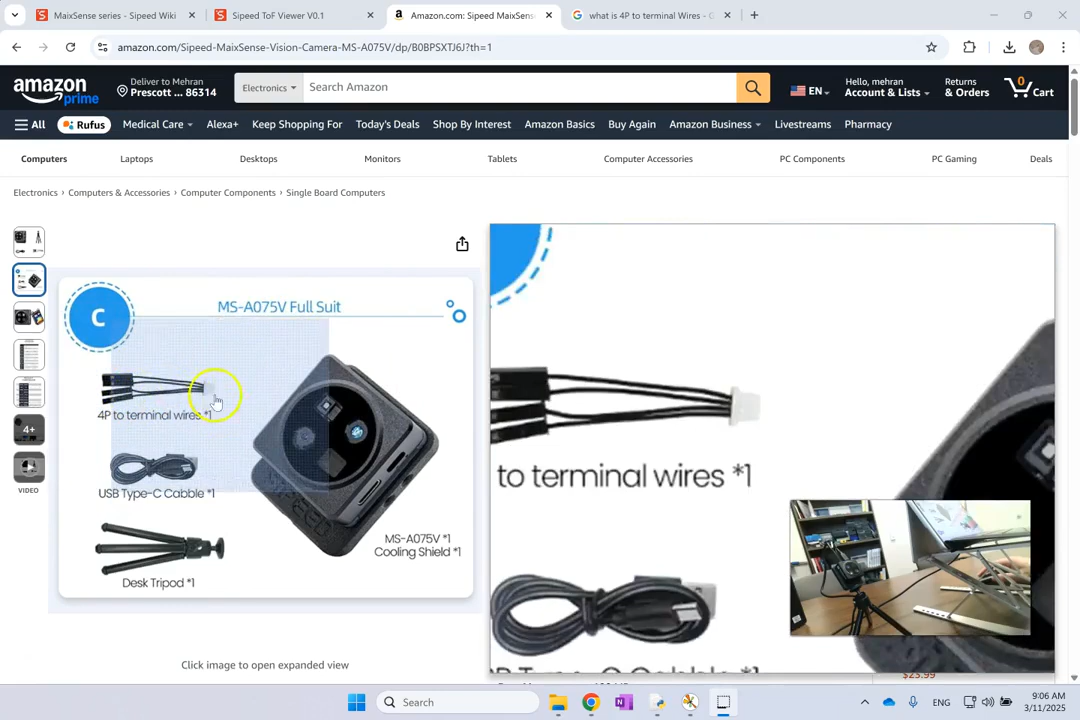 MaixSense series - Sipeed Wiki
Sipeed ToF Viewer V0.1
Amazon.com: Sipeed MaixSens
what is 4P to terminal Wires - G
amazon.com/Sipeed-MaixSense-Vision-Camera-MS-A075V/dp/B0BPSXTJ6J?th=1
amazon prime
Deliver to Mehran
Prescott ... 86314
Electronics
Search Amazon
EN
Hello, mehran
Account & Lists
Returns
& Orders
0
Cart
All
Rufus
Medical Care
Alexa+
Keep Shopping For
Today's Deals
Shop By Interest
Amazon Basics
Buy Again
Amazon Business
Livestreams
Pharmacy
Computers
Laptops
Desktops
Monitors
Tablets
Computer Accessories
PC Components
PC Gaming
Deals
Electronics › Computers & Accessories › Computer Components › Single Board Computers
C
MS-A075V Full Suit
4P to terminal wires *1
USB Type-C Cabble *1
Desk Tripod *1
MS-A075V *1
Cooling Shield *1
4+
VIDEO
to terminal wires *1
Click image to open expanded view
$23.99
Search
ENG
9:06 AM
3/11/2025